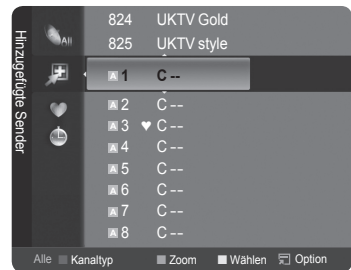 Hinzugefügte Sender
All
824 UKTV Gold
825 UKTV style
A 1 C --
A 2 C --
A 3 ♥ C --
A 4 C --
A 5 C --
A 6 C --
A 7 C --
A 8 C --
Alle Kanaltyp Zoom Wählen Option